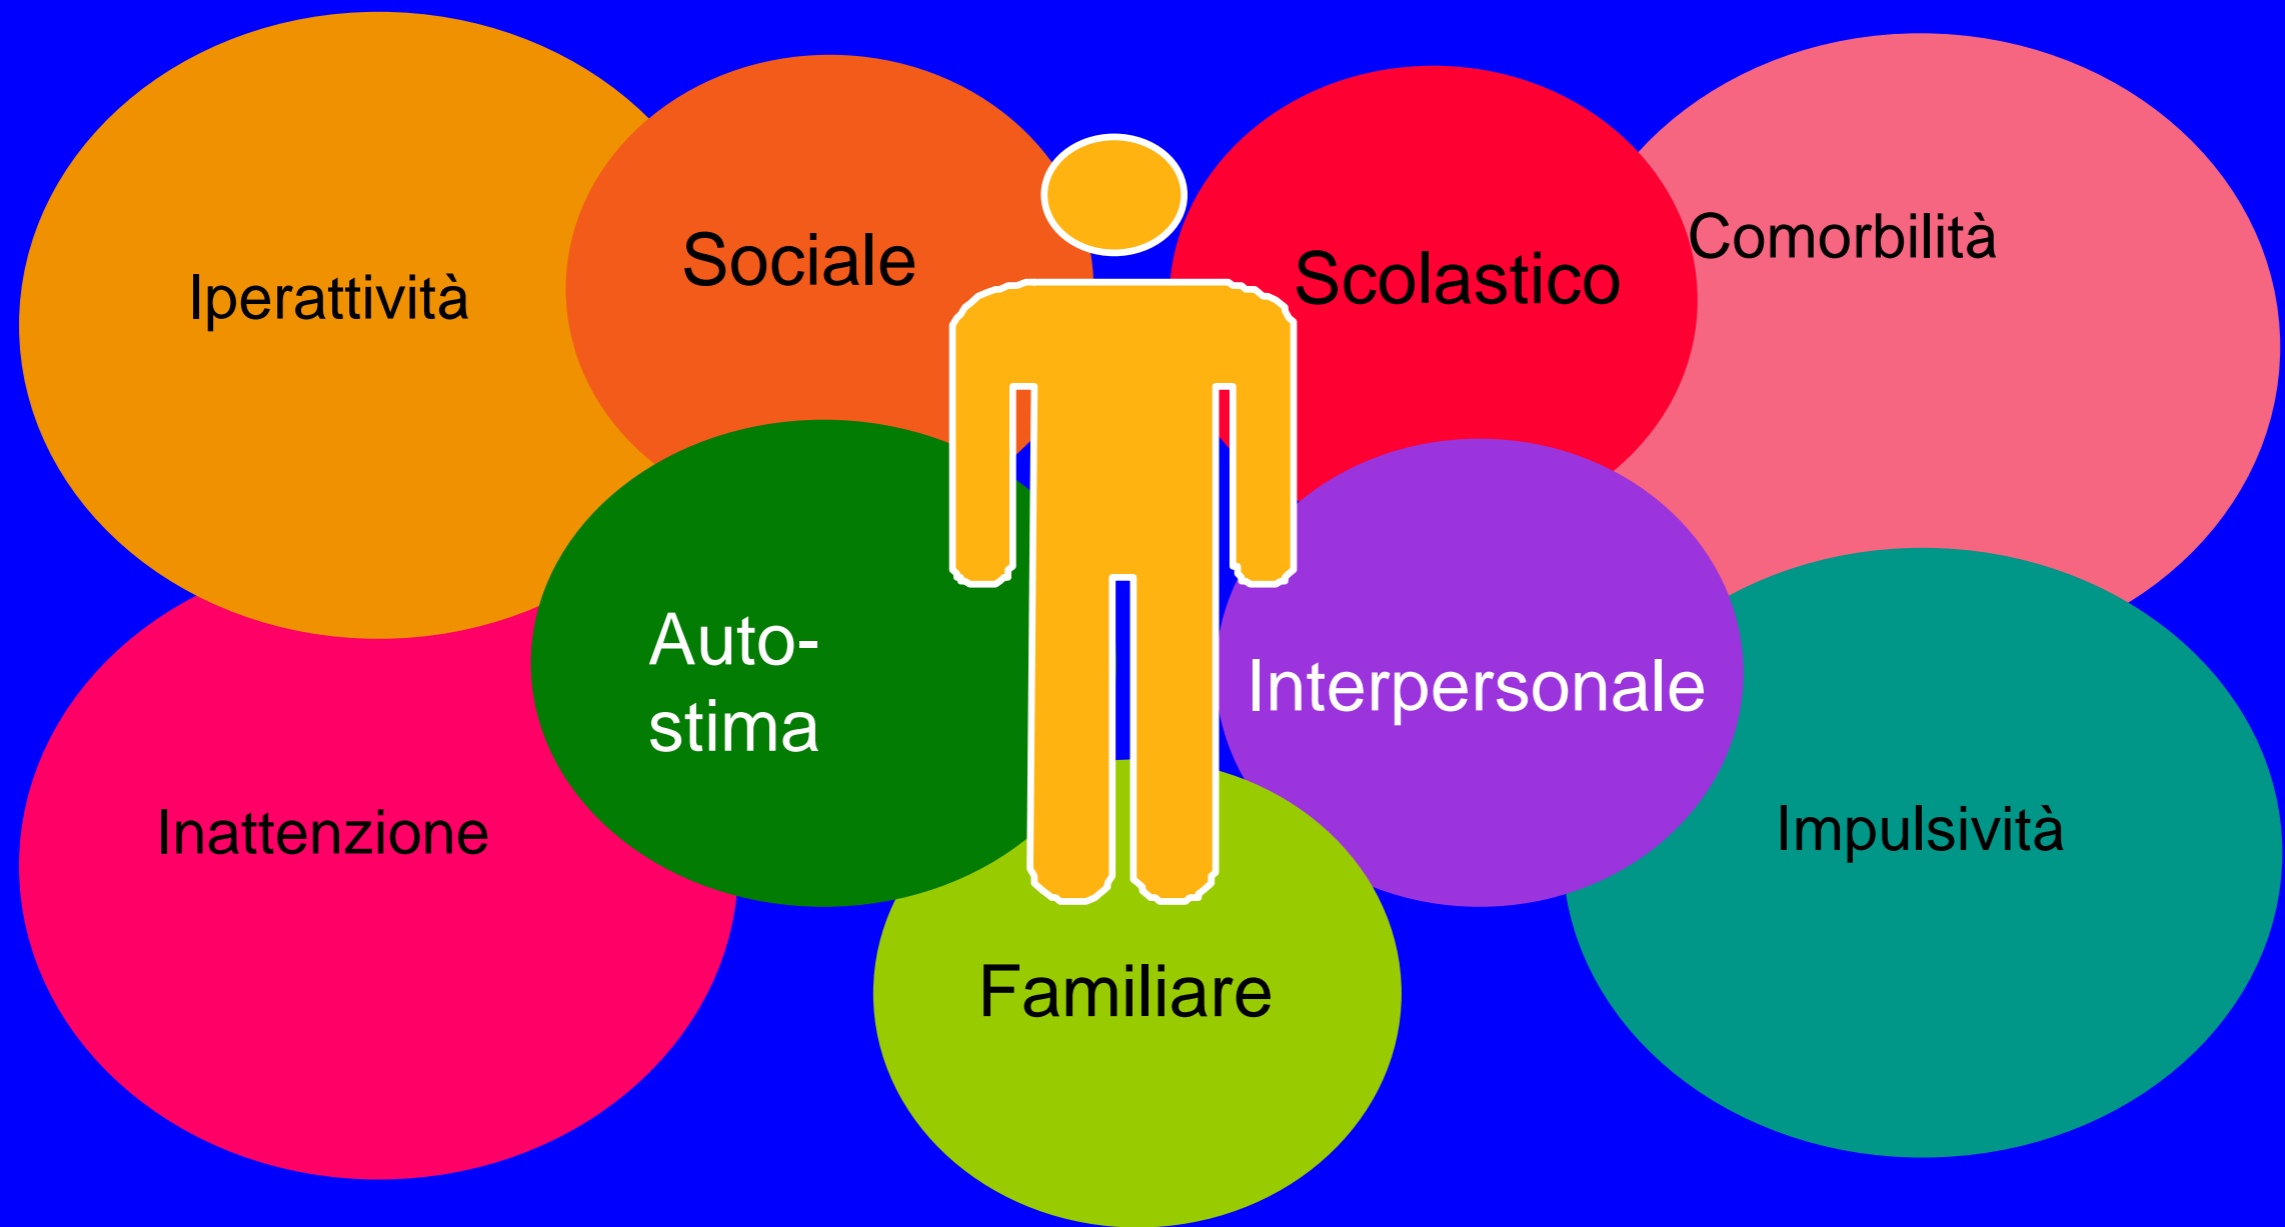 Iperattività
Sociale
Scolastico
Comorbilità
Auto-
stima
Interpersonale
Inattenzione
Impulsività
Familiare